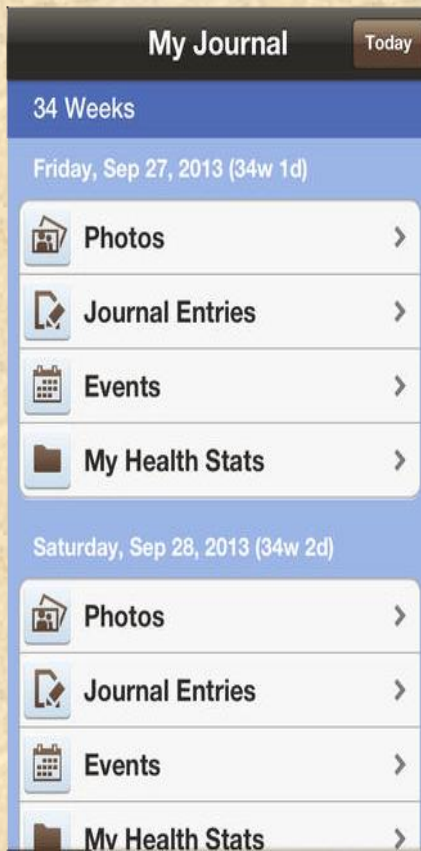 My Journal
Today
34 Weeks
Friday, Sep 27, 2013 (34w 1d)
Photos
Journal Entries
Events
My Health Stats
Saturday, Sep 28, 2013 (34w 2d)
Photos
Journal Entries
Events
My Health Stats